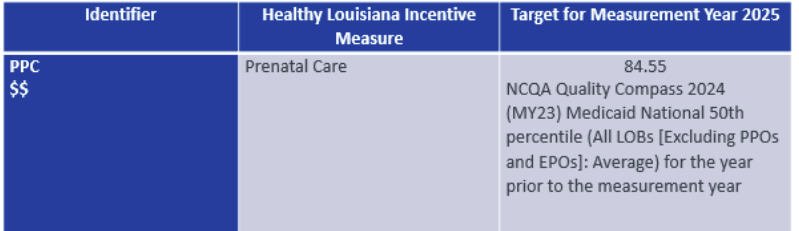 Identifier
Healthy Louisiana Incentive
Measure
Target for Measurement Year 2025
PPC
$$
Prenatal Care
84.55
NCQA Quality Compass 2024
(MY23) Medicaid National 50th
percentile (All LOBs [Excluding PPOs
and EPOs]: Average) for the year
prior to the measurement year